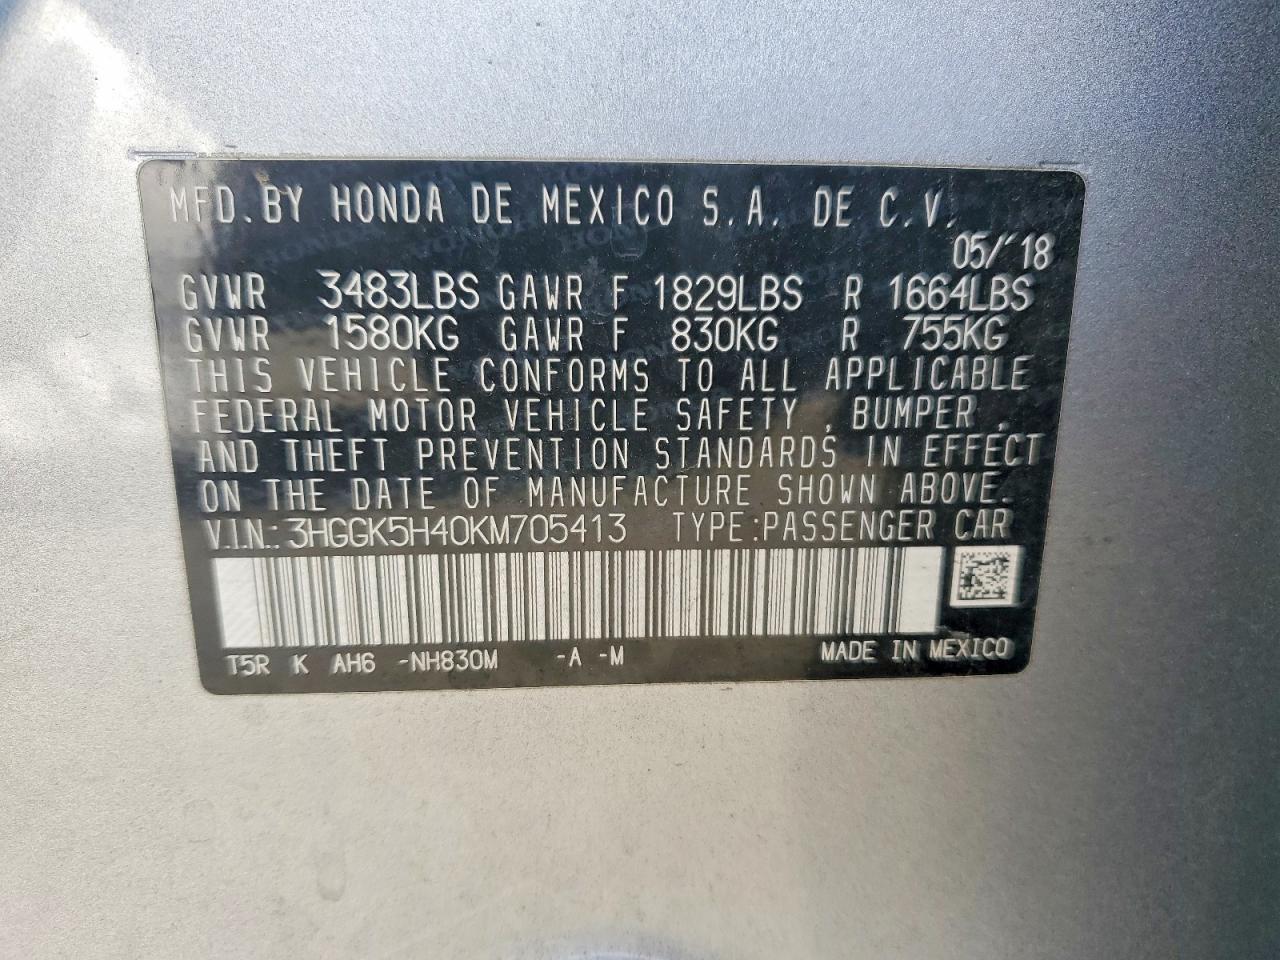 MFD.BY HONDA DE MEXICO S.A. DE C.V.
05/'18
GVWR 3483LBS GAWR F 1829LBS R 1664LBS
GVWR 1580KG GAWR F 830KG R 755KG
THIS VEHICLE CONFORMS TO ALL APPLICABLE
FEDERAL MOTOR VEHICLE SAFETY , BUMPER ,
AND THEFT PREVENTION STANDARDS IN EFFECT
ON THE DATE OF MANUFACTURE SHOWN ABOVE.
V.I.N.: 3HGGK5H40KM705413 TYPE:PASSENGER CAR
T5R K AH6 -NH830M -A -M MADE IN MEXICO